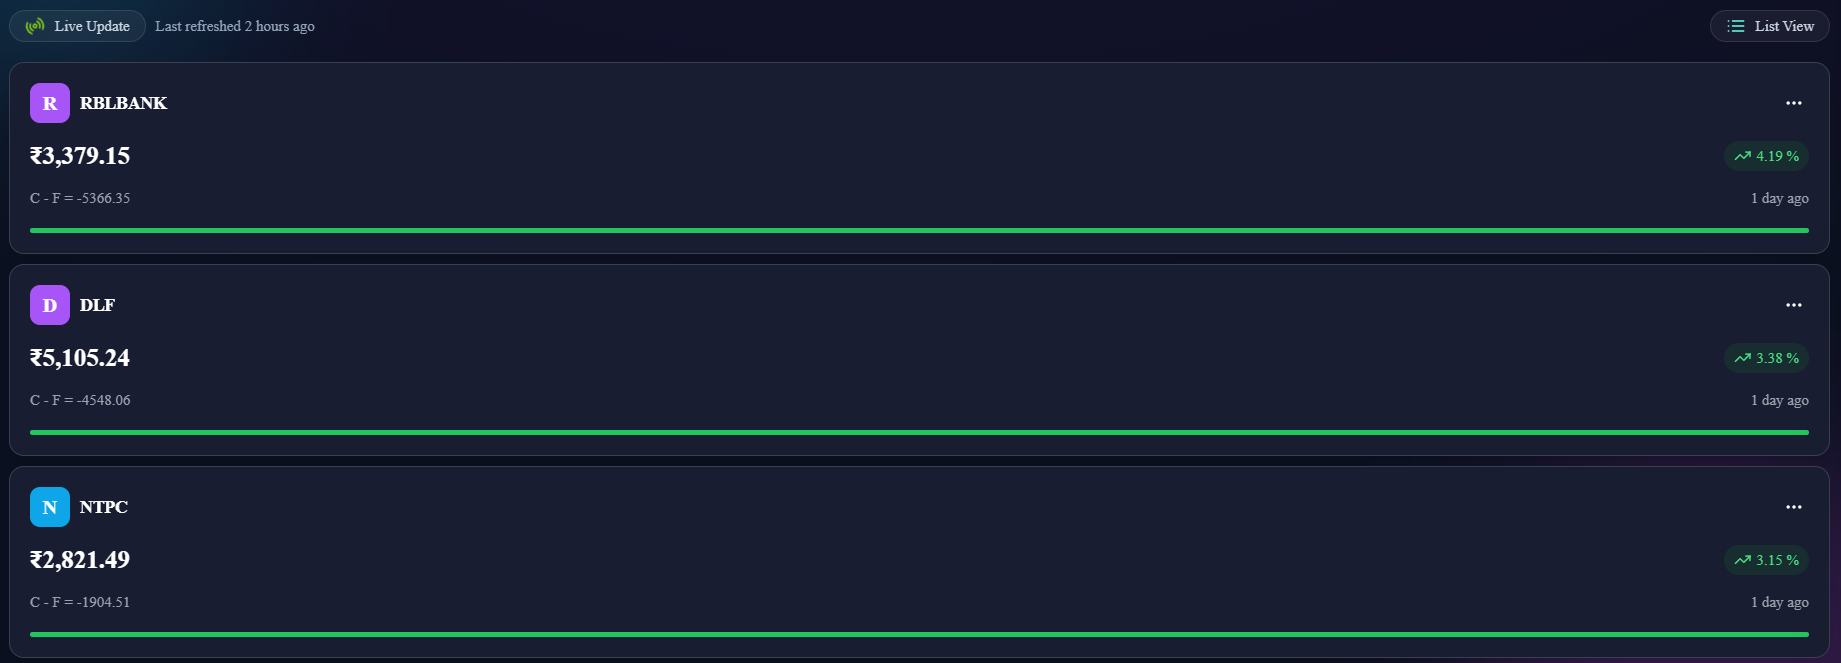 Live Update Last refreshed 2 hours ago List View
R RBLBANK
₹3,379.15 4.19 %
C - F = -5366.35 1 day ago
D DLF
₹5,105.24 3.38 %
C - F = -4548.06 1 day ago
N NTPC
₹2,821.49 3.15 %
C - F = -1904.51 1 day ago